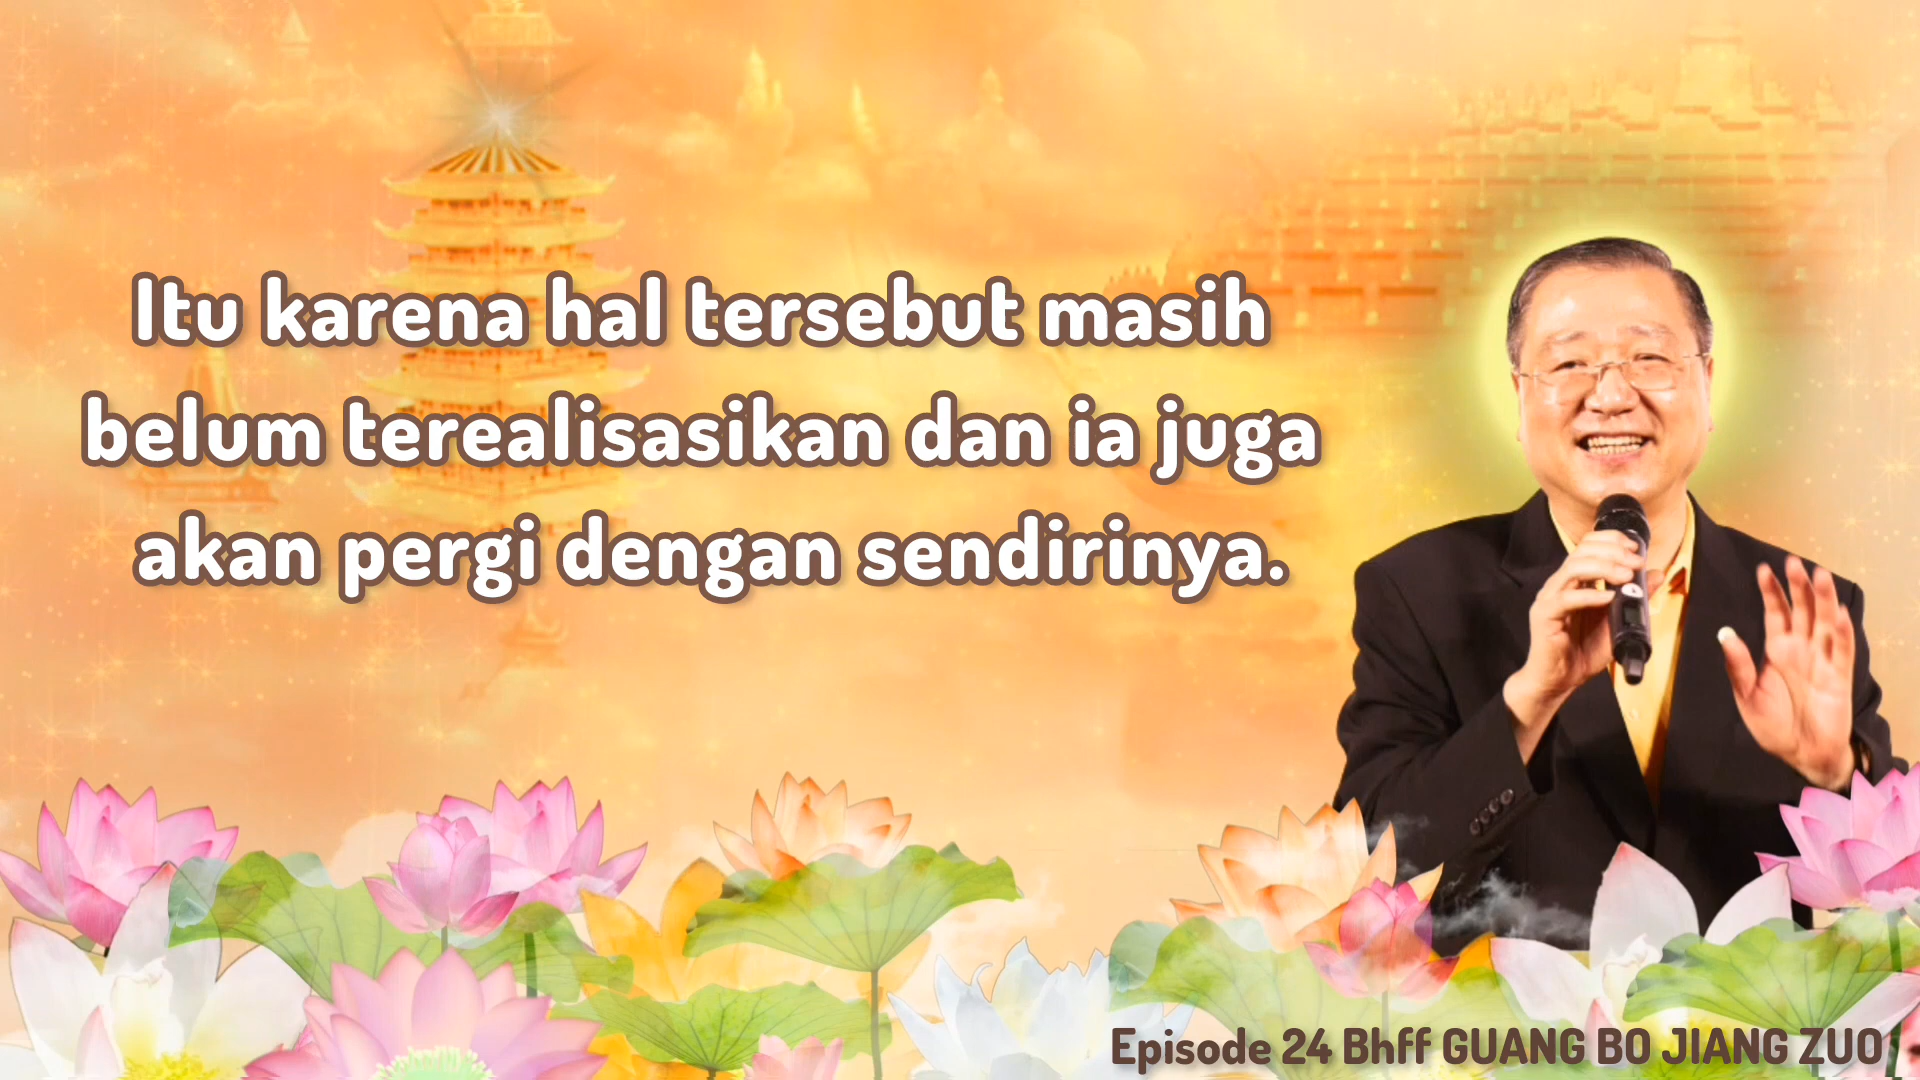 Itu karena hal tersebut masih
belum terealisasikan dan ia juga
akan pergi dengan sendirinya.
Episode 24 Bhff GUANG BO JIANG ZUO